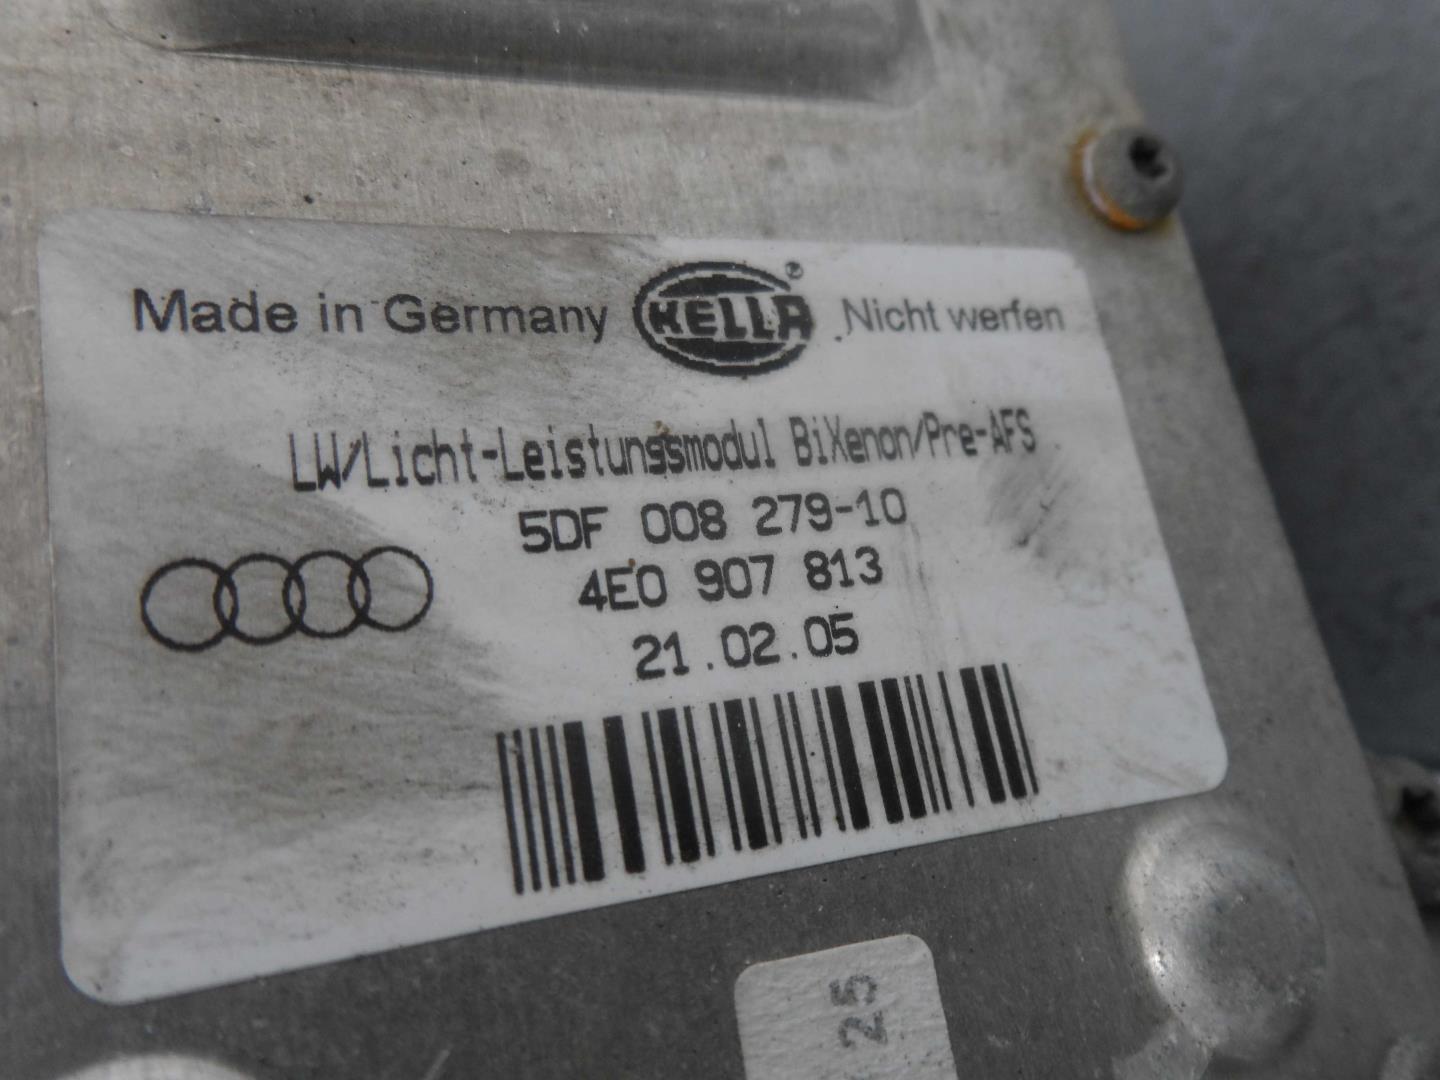 Made in Germany HELLA® Nicht werfen
LW/Licht-Leistungsmodul BiXenon/Pre-AFS
5DF 008 279-10
4E0 907 813
21.02.05
25